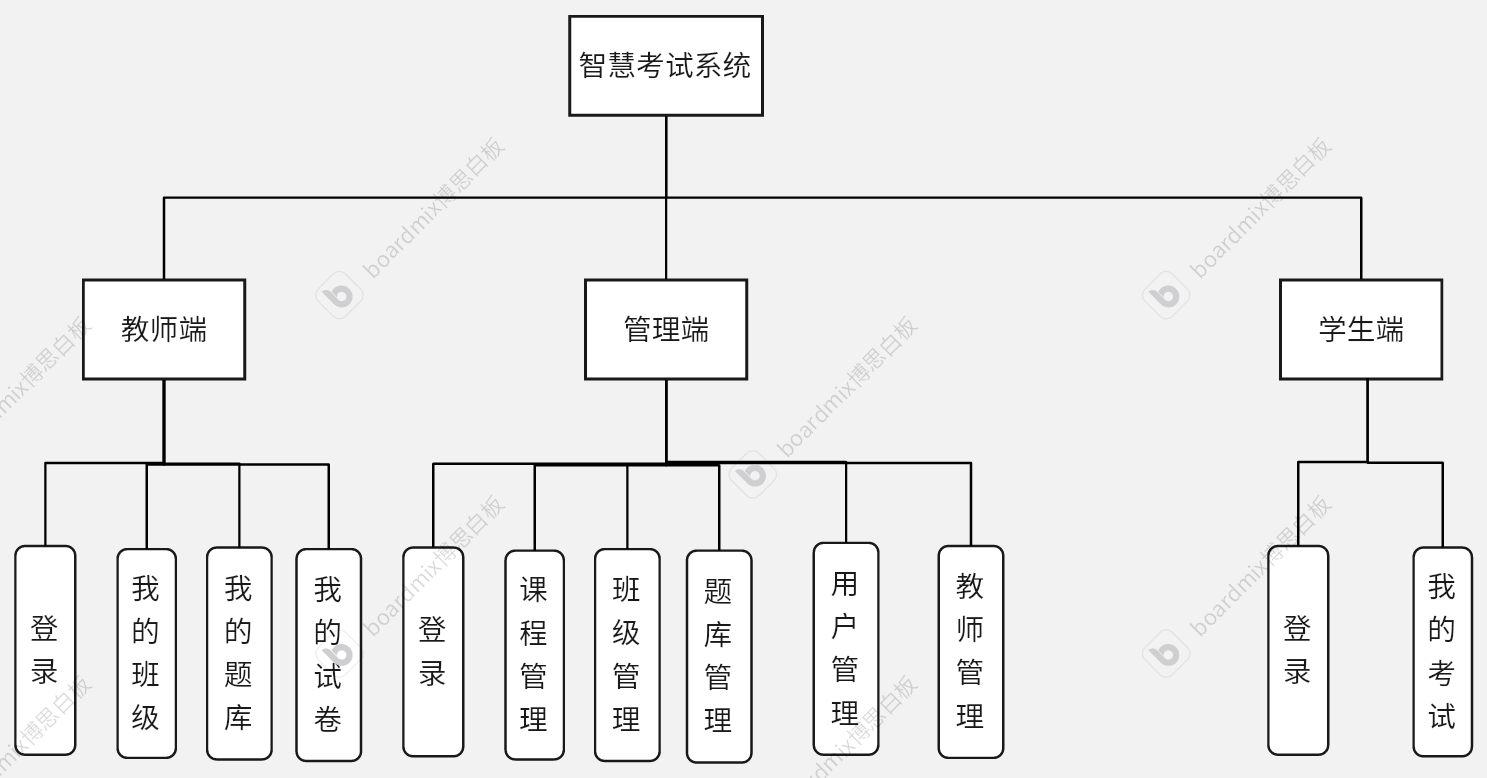 智慧考试系统
教师端
管理端
学生端
登录
我的班级
我的题库
我的试卷
登录
课程管理
班级管理
题库管理
用户管理
教师管理
登录
我的考试
boardmix博思白板
boardmix博思白板
mix博思白板
boardmix博思白板
boardmix博思白板
boardmix博思白板
mix博思白板
boardmix博思白板